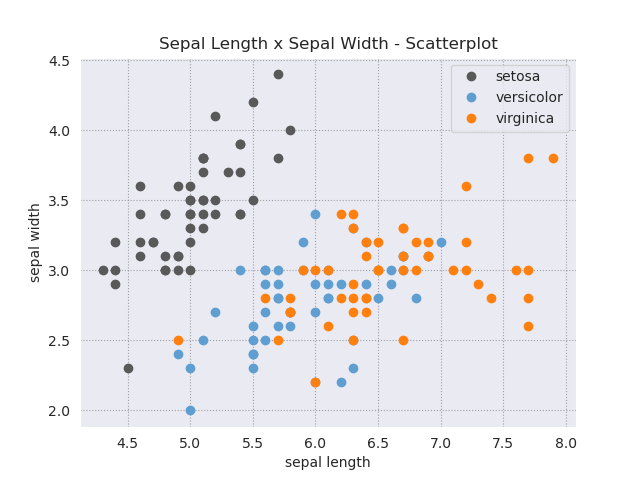 Sepal Length x Sepal Width - Scatterplot
setosa
versicolor
virginica
sepal width
4.5
4.0
3.5
3.0
2.5
2.0
4.5 5.0 5.5 6.0 6.5 7.0 7.5 8.0
sepal length